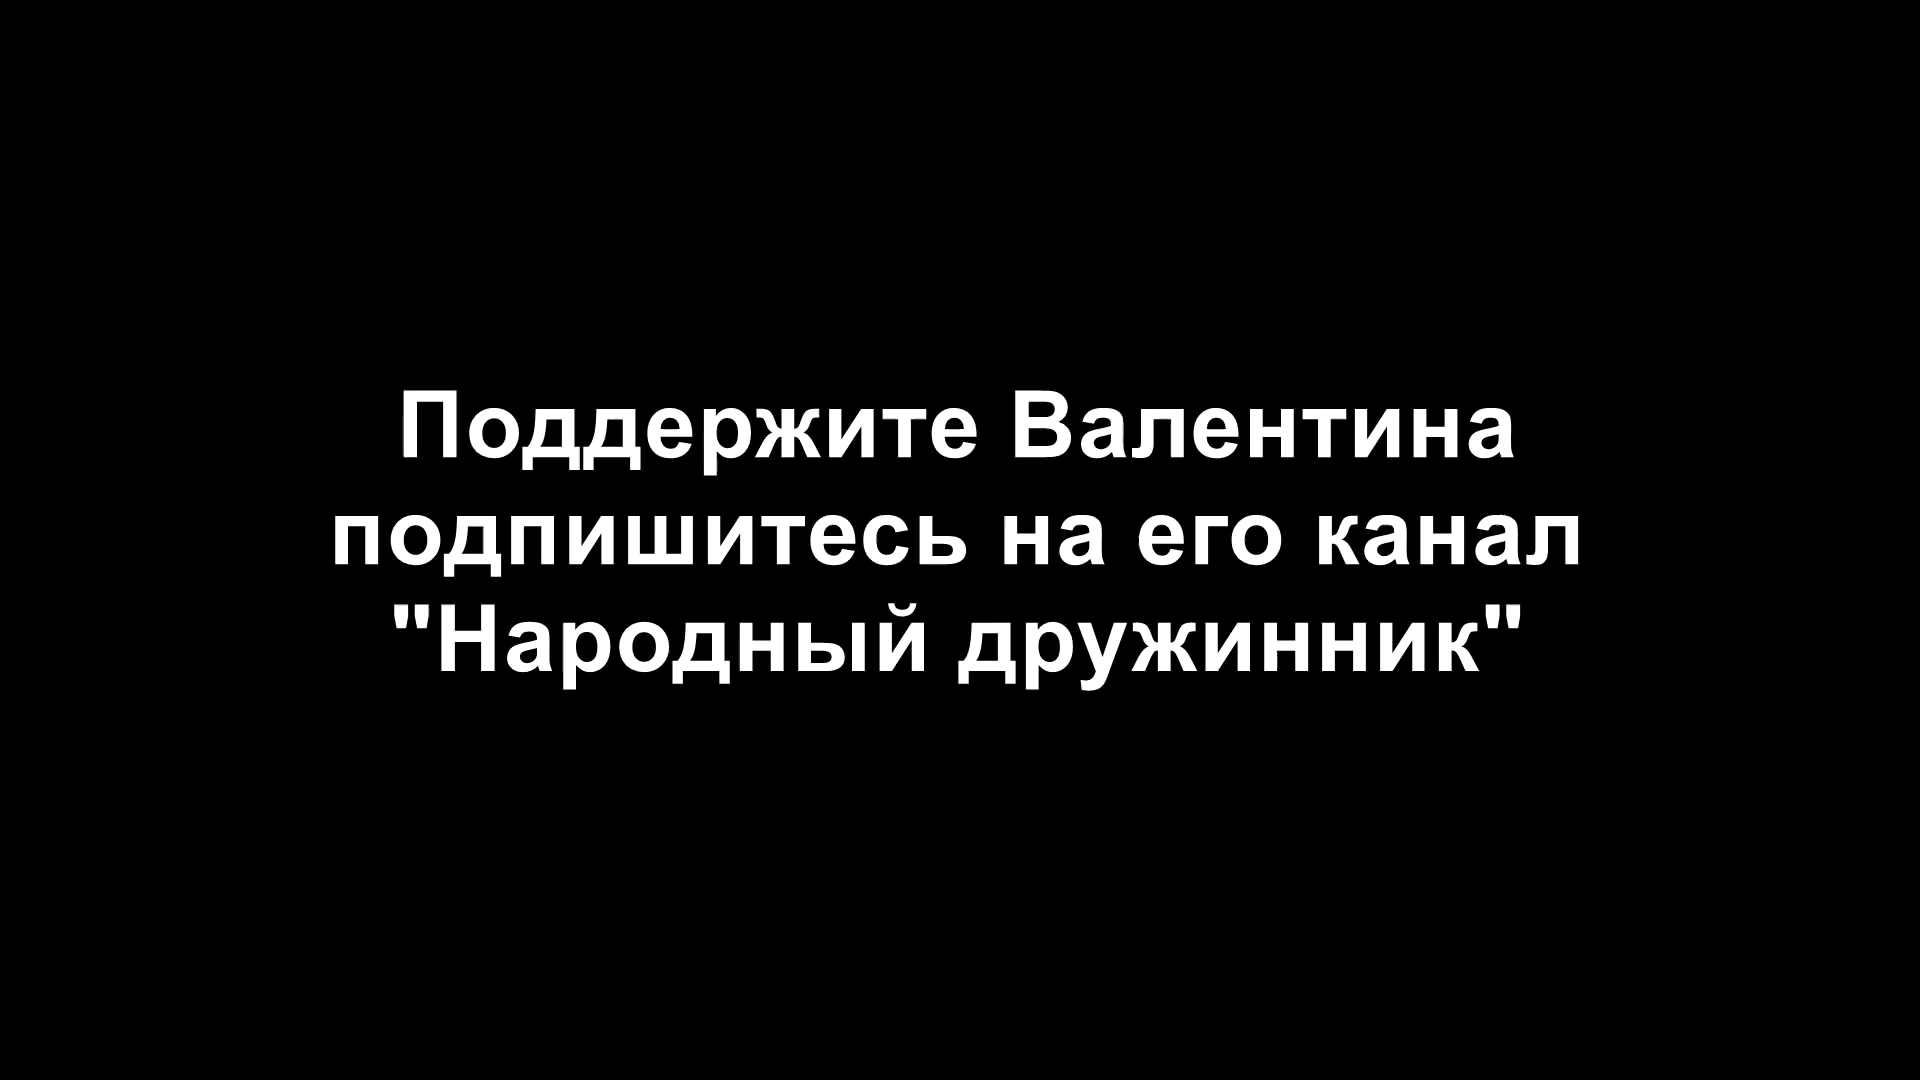 Поддержите Валентина
подпишитесь на его канал
"Народный дружинник"